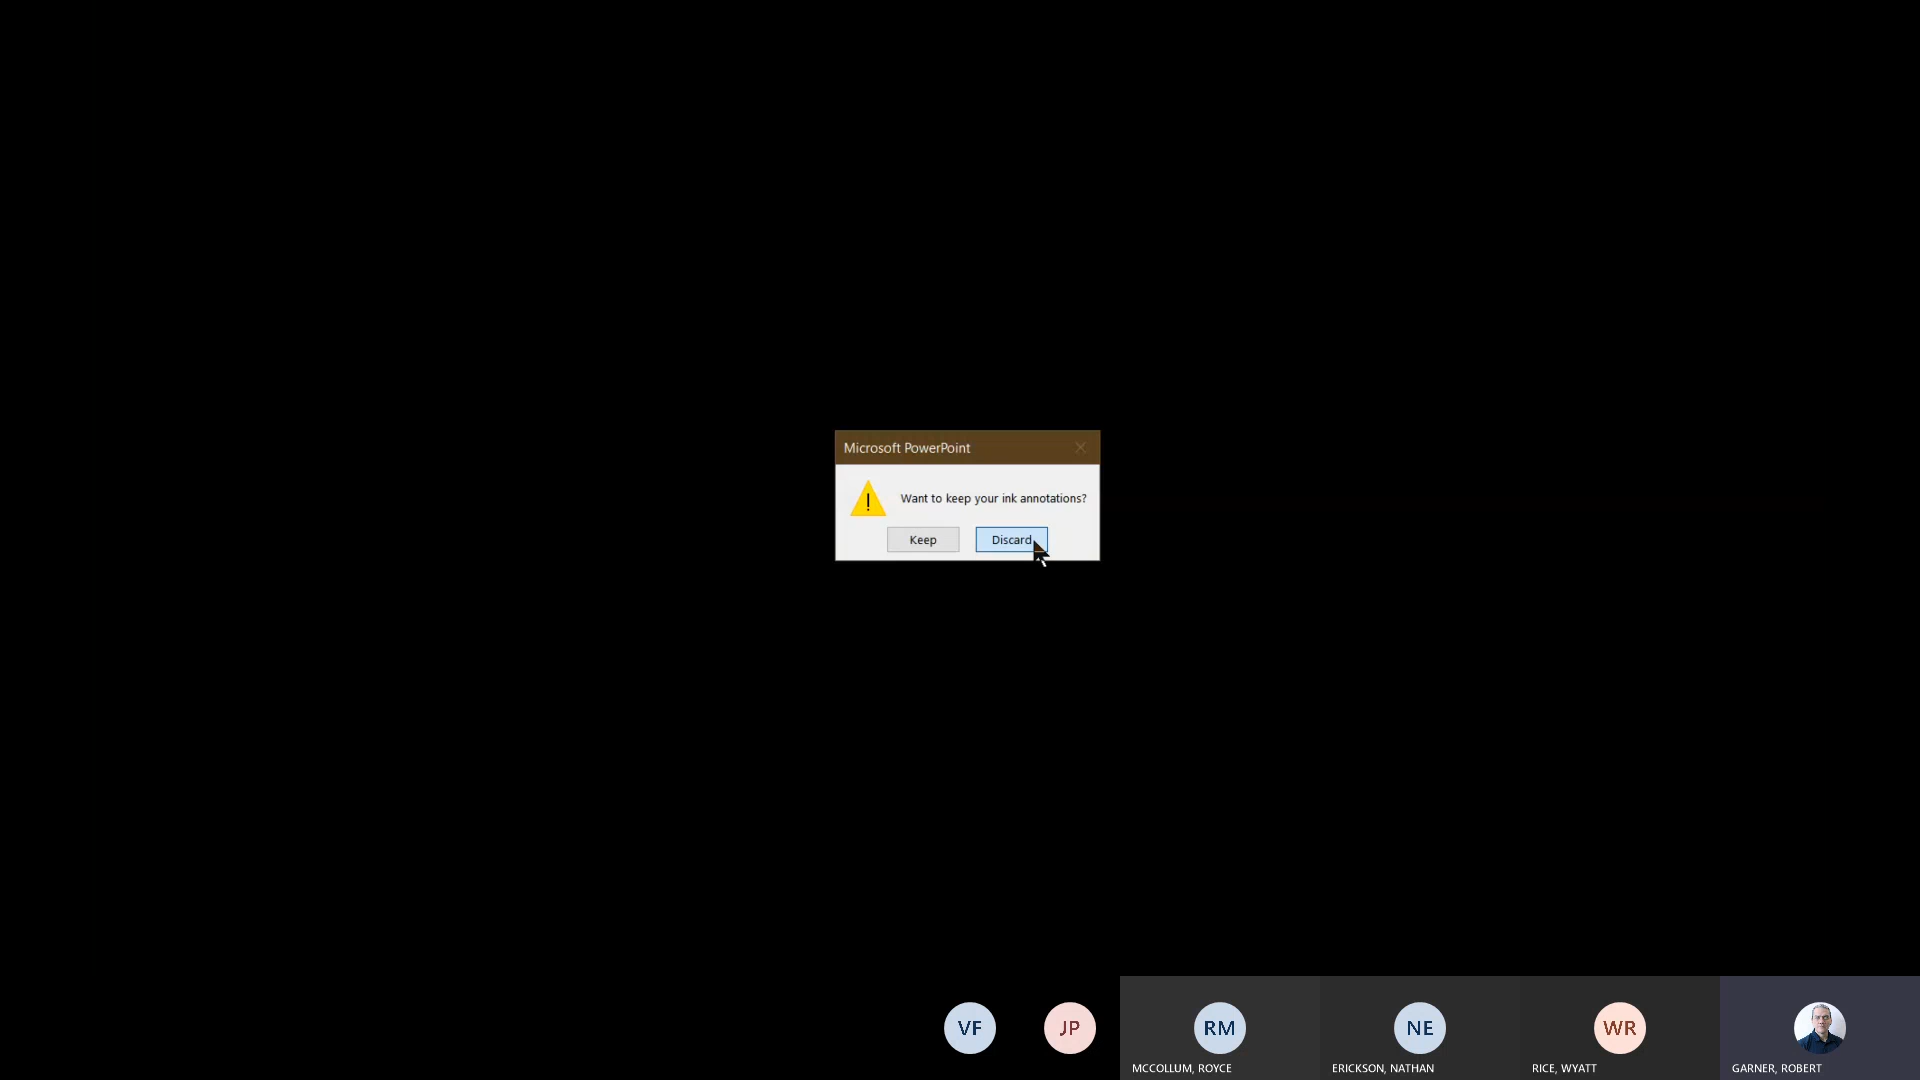 Microsoft PowerPoint
Want to keep your ink annotations?
Keep
Discard
VF
JP
RM
NE
WR
MCCOLLUM, ROYCE
ERICKSON, NATHAN
RICE, WYATT
GARNER, ROBERT